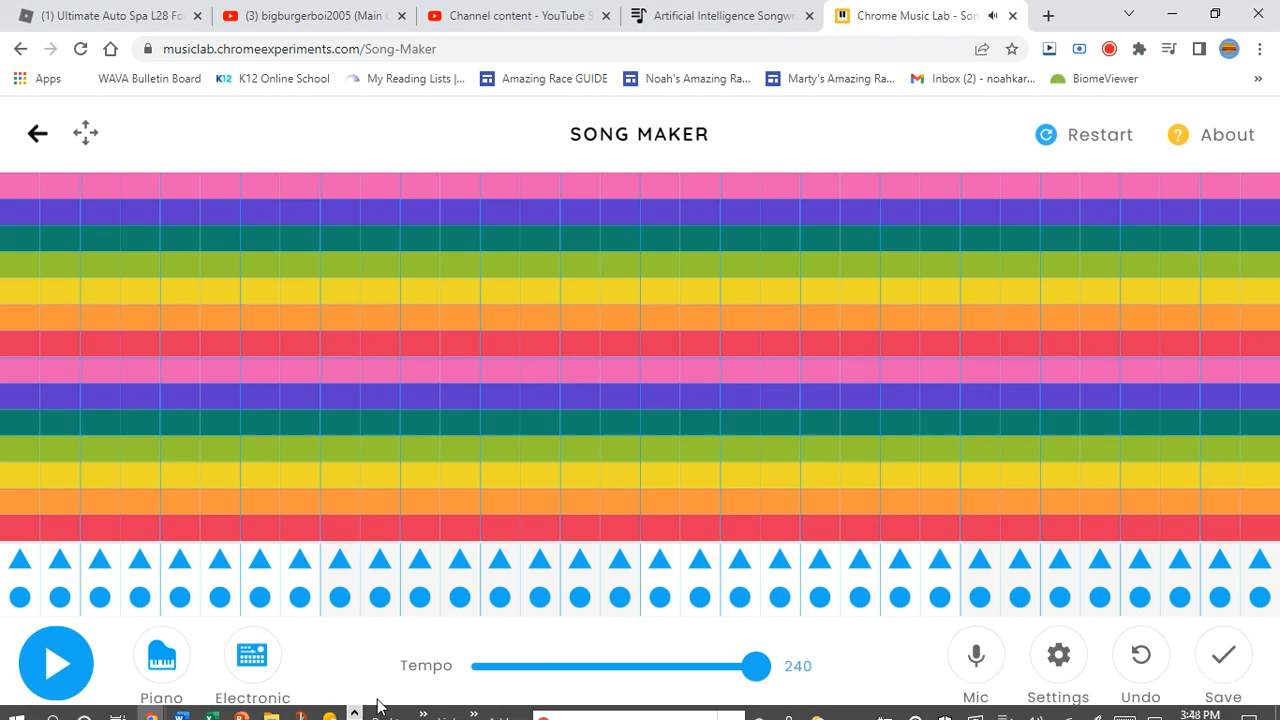 (1) Ultimate Auto Split L28 Fo
(3) bigburgerboi2005 (Main C
Channel content - YouTube S
Artificial Intelligence Songwr
Chrome Music Lab - Son
musiclab.chromeexperiments.com/Song-Maker
Apps
WAVA Bulletin Board
K12 K12 Online School
My Reading Lists |...
Amazing Race GUIDE
Noah's Amazing Ra...
Marty's Amazing Ra...
Inbox (2) - noahkar...
BiomeViewer
SONG MAKER
Restart
? About
Tempo
240
Piano
Electronic
Mic
Settings
Undo
Save
3:48 PM